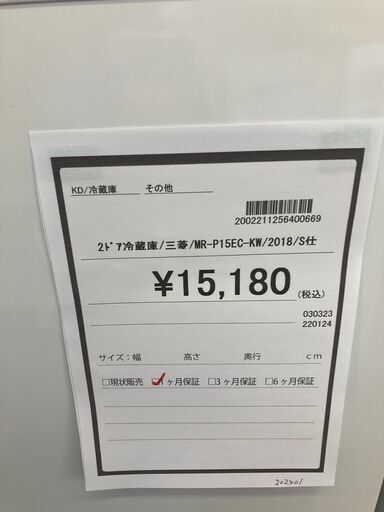 KD/冷蔵庫 その他
2002211256400669
2ﾄﾞｱ冷蔵庫/三菱/MR-P15EC-KW/2018/S仕
¥15,180 (税込)
030323
220124
サイズ:幅 高さ 奥行 cm
□現状販売 □1ヶ月保証 □3ヶ月保証 □6ヶ月保証
202401